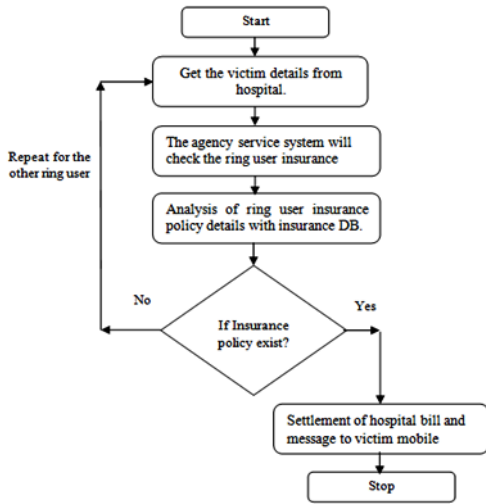 Start
Get the victim details from
hospital.
The agency service system will
check the ring user insurance
Repeat for the
other ring user
Analysis of ring user insurance
policy details with insurance DB.
No
Yes
If Insurance
policy exist?
Settlement of hospital bill and
message to victim mobile
Stop